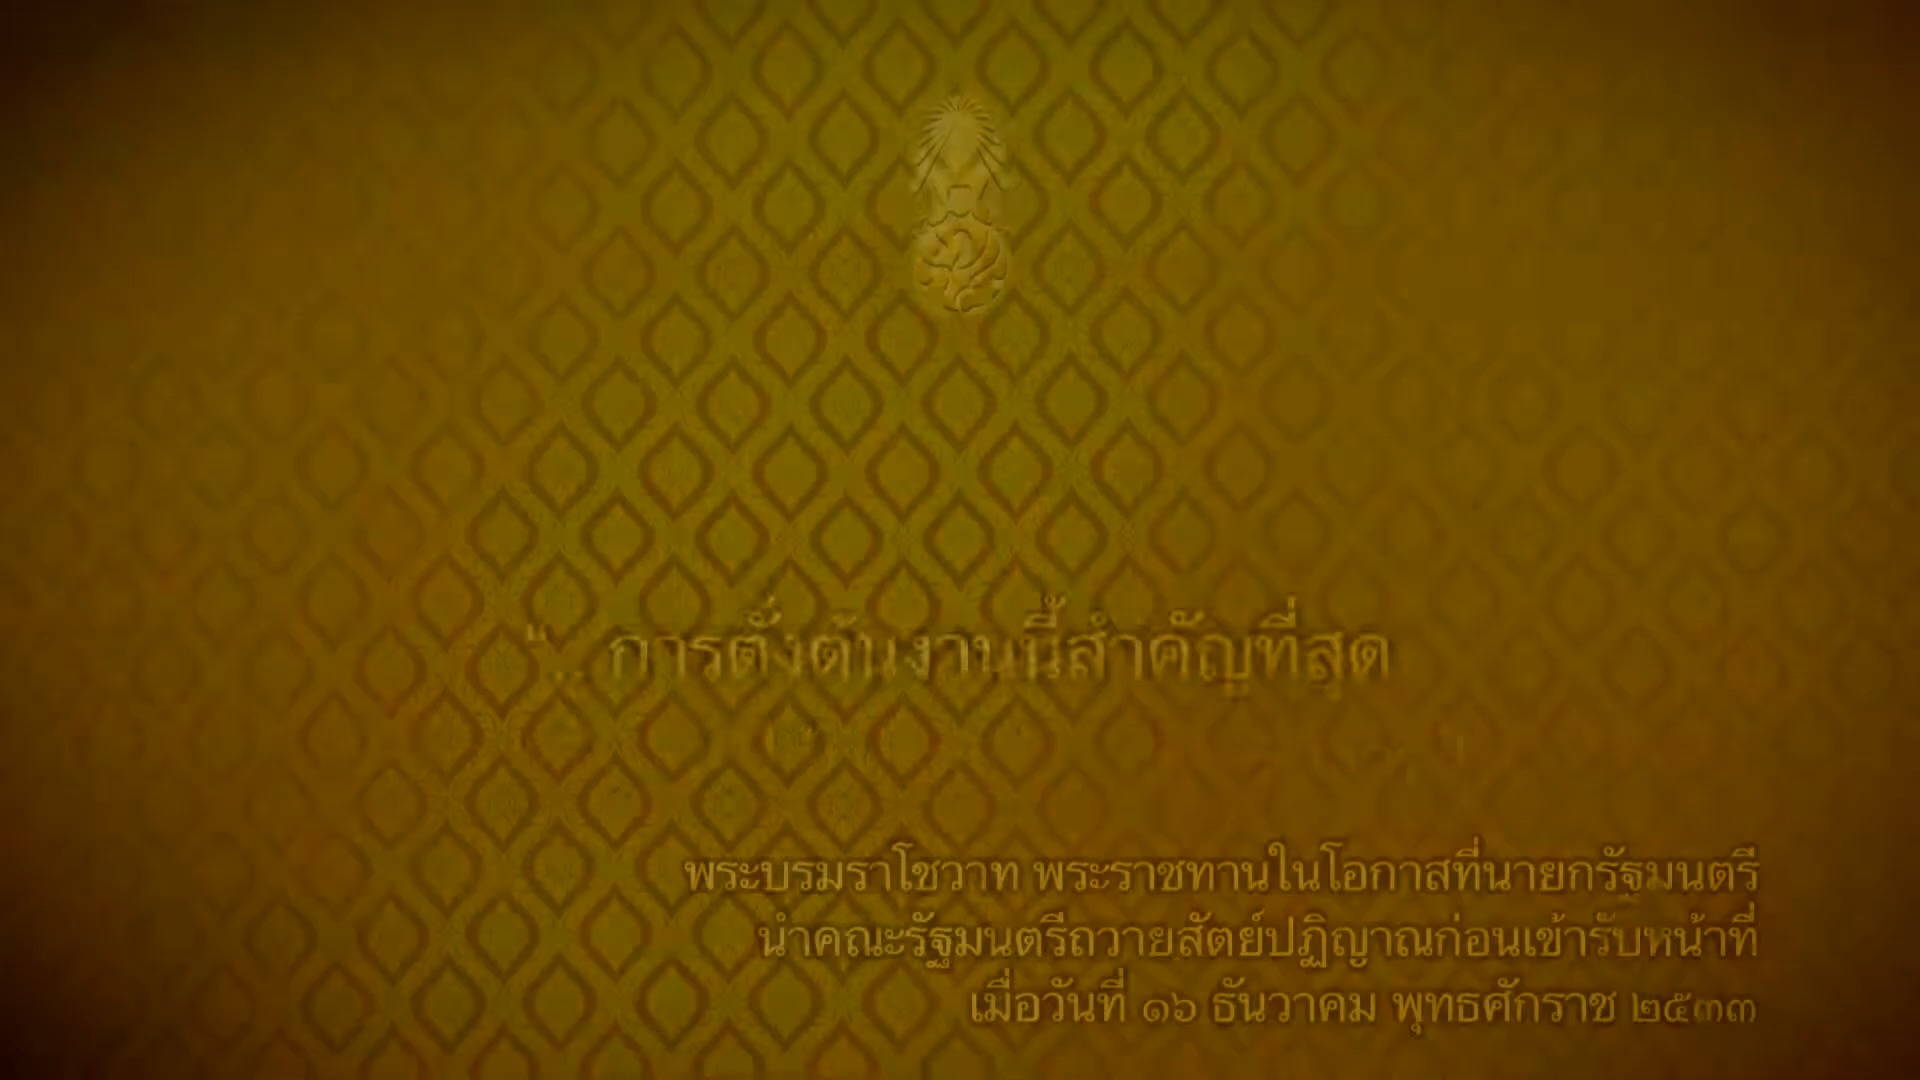 "... การตั้งต้นงานนี้สำคัญที่สุด
พระบรมราโชวาท พระราชทานในโอกาสที่นายกรัฐมนตรี
นำคณะรัฐมนตรีถวายสัตย์ปฏิญาณก่อนเข้ารับหน้าที่
เมื่อวันที่ ๑๖ ธันวาคม พุทธศักราช ๒๕๓๓